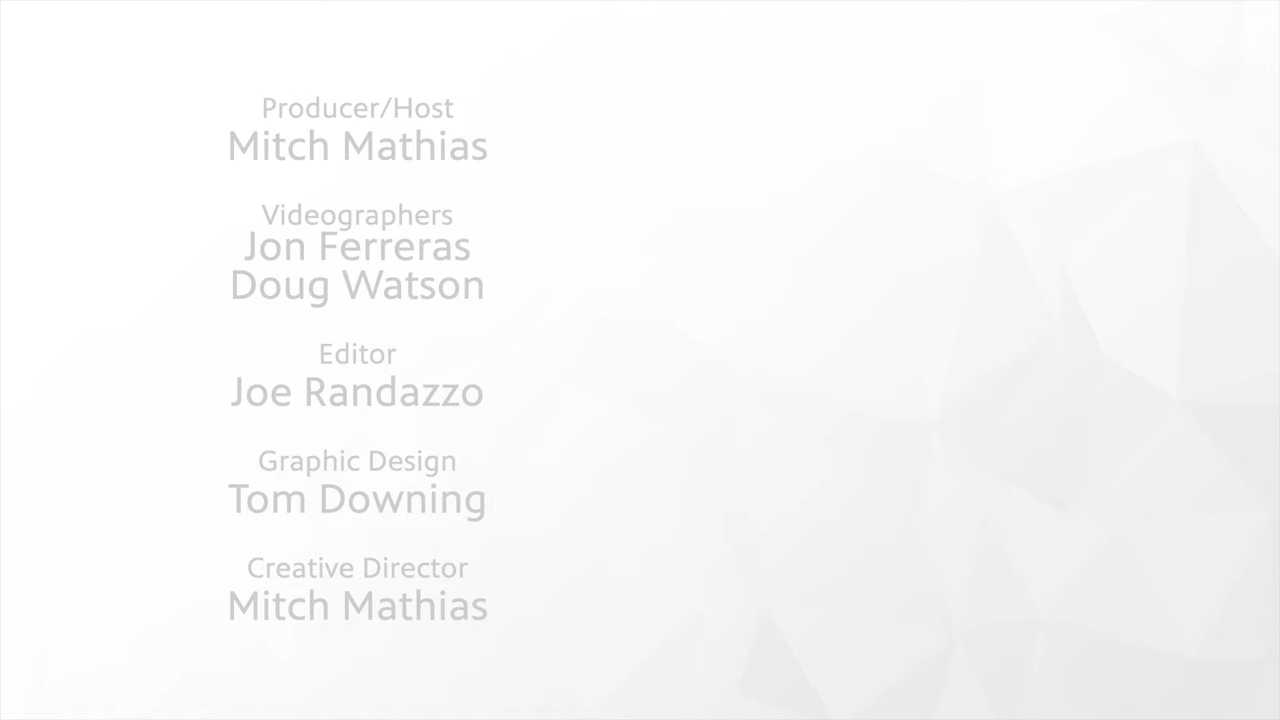 Producer/Host
Mitch Mathias
Videographers
Jon Ferreras
Doug Watson
Editor
Joe Randazzo
Graphic Design
Tom Downing
Creative Director
Mitch Mathias